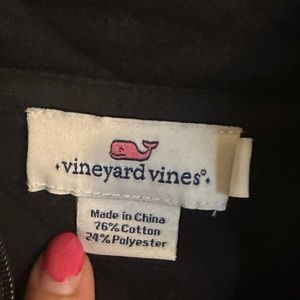 vineyard vines®
Made in China
76% Cotton
24% Polyester